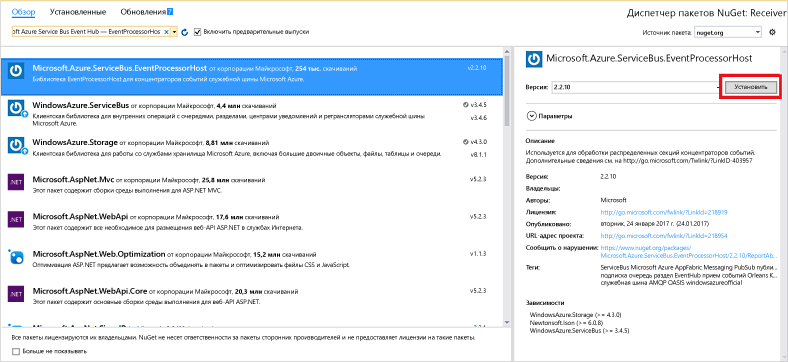 Обзор Установленные Обновления 7
Диспетчер пакетов NuGet: Receiver
oft Azure Service Bus Event Hub — EventProcessorHos
Включить предварительные выпуски
Источник пакета: nuget.org
Microsoft.Azure.ServiceBus.EventProcessorHost от корпорации Майкрософт, 254 тыс. скачиваний v2.2.10
Библиотека EventProcessorHost для концентраторов событий служебной шины Microsoft Azure.
WindowsAzure.ServiceBus от корпорации Майкрософт, 4,4 млн скачиваний v3.4.5
Клиентская библиотека для внутренних операций с очередями, разделами, центрами уведомлений и ретрансляторами служебной шины v3.4.6
Microsoft Azure.
WindowsAzure.Storage от корпорации Майкрософт, 8,81 млн скачиваний v4.3.0
Клиентская библиотека для работы со службами хранилища Microsoft Azure, включая большие двоичные объекты, файлы, таблицы и очереди. v8.1.1
.NET
Microsoft.AspNet.Mvc от корпорации Майкрософт, 25,8 млн скачиваний v5.2.3
Этот пакет содержит сборки среды выполнения для ASP.NET MVC.
.NET
Microsoft.AspNet.WebApi от корпорации Майкрософт, 17,6 млн скачиваний v5.2.3
Этот пакет содержит все необходимое для размещения веб-API ASP.NET в службах Интернета.
Microsoft.AspNet.Web.Optimization от корпорации Майкрософт, 15,2 млн скачиваний v1.1.3
Оптимизация ASP.NET предлагает возможность объединять в пакеты и оптимизировать файлы CSS и JavaScript.
.NET
Microsoft.AspNet.WebApi.Core от корпорации Майкрософт, 20,3 млн скачиваний v5.2.3
Этот пакет содержит основные сборки среды выполнения для веб-API ASP.NET.
Все пакеты лицензируются их владельцами. NuGet не несет ответственности за пакеты сторонних производителей и не предоставляет лицензии на такие пакеты.
Больше не показывать
Microsoft.Azure.ServiceBus.EventProcessorHost
Версия: 2.2.10 Установить
Параметры
Описание
Используется для обработки распределенных секций концентраторов событий.
Дополнительные сведения см. на http://go.microsoft.com/fwlink/?LinkID-403957
Версия: 2.2.10
Владельцы:
Авторы: Microsoft
Лицензия: http://go.microsoft.com/fwlink/?LinkId=218919
Опубликовано: вторник, 24 января 2017 г. (24.01.2017)
URL-адрес проекта: http://go.microsoft.com/fwlink/?LinkId=218954
Сообщить о нарушении: https://www.nuget.org/packages/
Microsoft.Azure.ServiceBus.EventProcessorHost/2.2.10/ReportAb...
Теги: ServiceBus Microsoft Azure AppFabric Messaging PubSub публи...
подписка очередь раздел EventHub прием событий Orleans К...
служебная шина AMQP OASIS windowsazureofficial
Зависимости
WindowsAzure.Storage (>= 4.3.0)
Newtonsoft.Json (>= 6.0.8)
WindowsAzure.ServiceBus (>= 3.4.5)